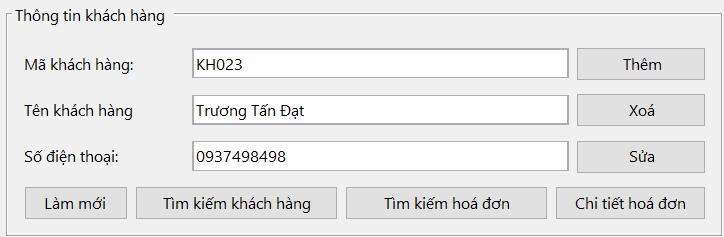 Thông tin khách hàng
Mã khách hàng: KH023 Thêm
Tên khách hàng Trương Tấn Đạt Xoá
Số điện thoại: 0937498498 Sửa
Làm mới Tìm kiếm khách hàng Tìm kiếm hoá đơn Chi tiết hoá đơn